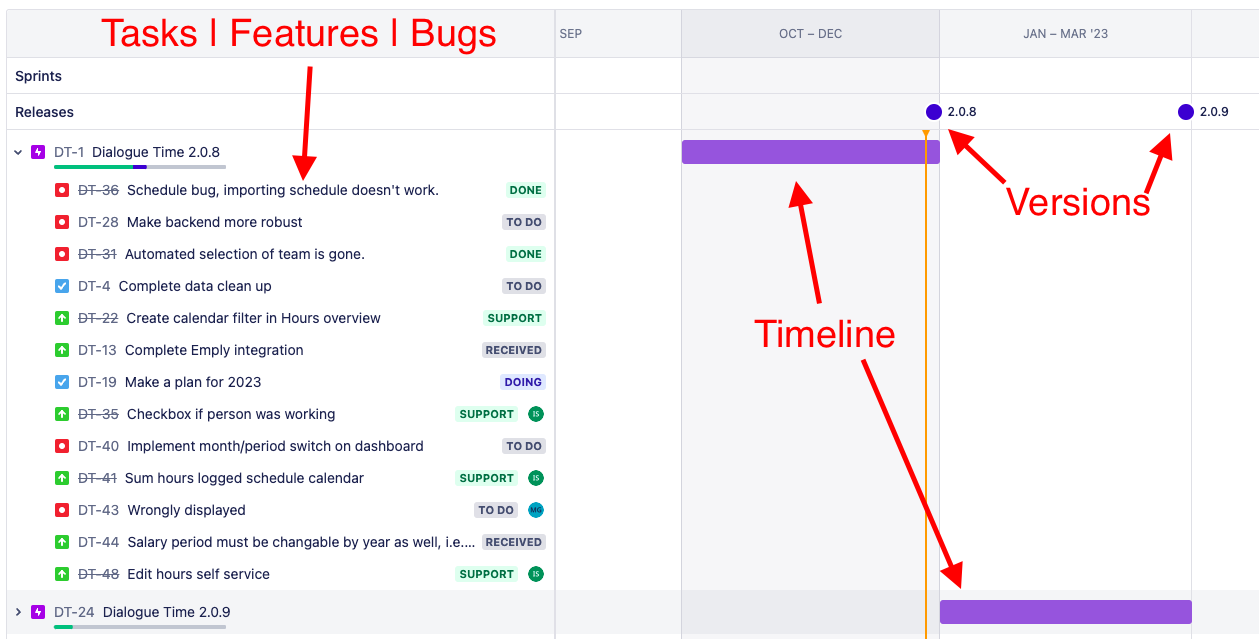 Tasks | Features | Bugs
SEP
OCT – DEC
JAN – MAR '23
Sprints
Releases
2.0.8
2.0.9
DT-1 Dialogue Time 2.0.8
DT-36 Schedule bug, importing schedule doesn't work. DONE
DT-28 Make backend more robust TO DO
Versions
DT-31 Automated selection of team is gone. DONE
DT-4 Complete data clean up TO DO
DT-22 Create calendar filter in Hours overview SUPPORT
Timeline
DT-13 Complete Emply integration RECEIVED
DT-19 Make a plan for 2023 DOING
DT-35 Checkbox if person was working SUPPORT IS
DT-40 Implement month/period switch on dashboard TO DO
DT-41 Sum hours logged schedule calendar SUPPORT IS
DT-43 Wrongly displayed TO DO MG
DT-44 Salary period must be changable by year as well, i.e.... RECEIVED
DT-48 Edit hours self service SUPPORT IS
DT-24 Dialogue Time 2.0.9